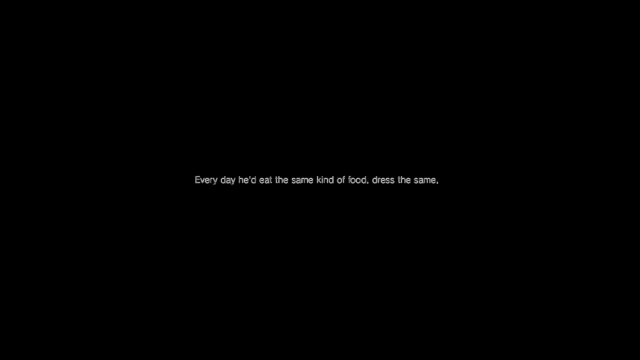 Every day he'd eat the same kind of food, dress the same,